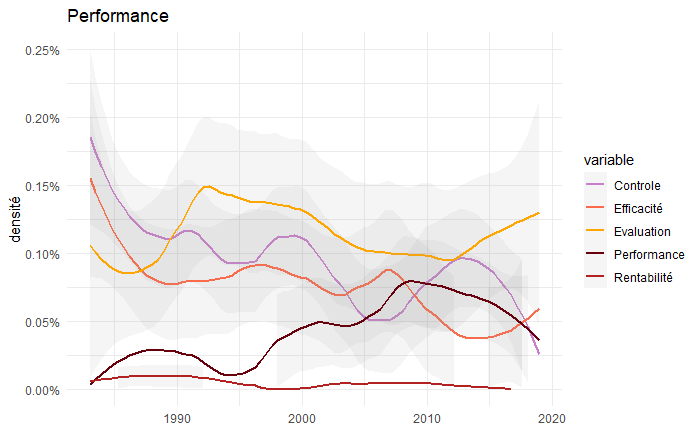 Performance
0.25%
0.20%
0.15%
0.10%
0.05%
0.00%
densité
1990
2000
2010
2020
variable
Controle
Efficacité
Evaluation
Performance
Rentabilité